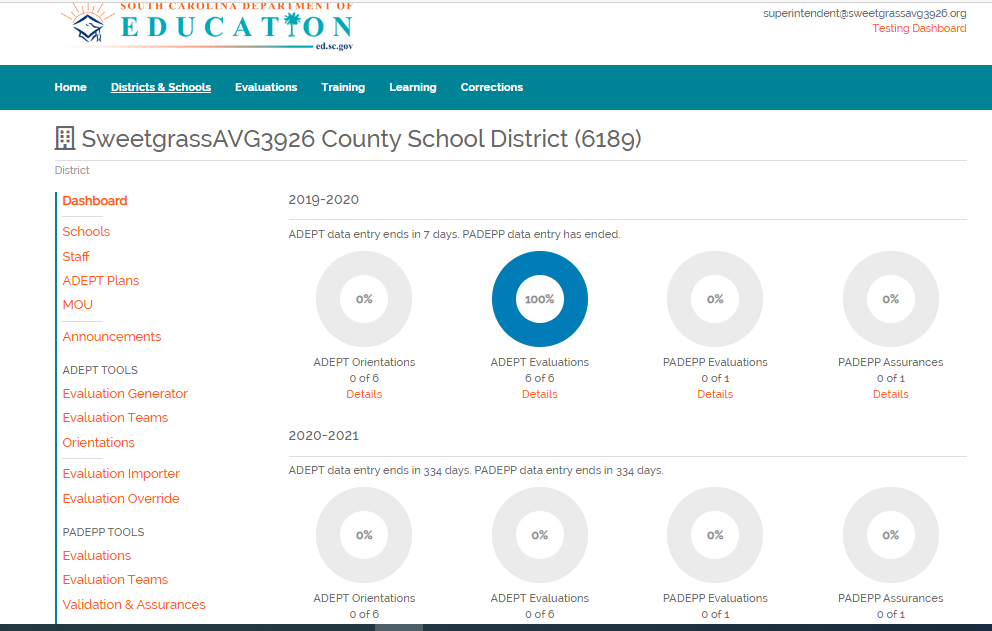 SOUTH CAROLINA DEPARTMENT OF
EDUCATION
ed.sc.gov
superintendent@sweetgrassavg3926.org
Testing Dashboard
Home Districts & Schools Evaluations Training Learning Corrections
SweetgrassAVG3926 County School District (6189)
District
Dashboard
Schools
Staff
ADEPT Plans
MOU
Announcements
ADEPT TOOLS
Evaluation Generator
Evaluation Teams
Orientations
Evaluation Importer
Evaluation Override
PADEPP TOOLS
Evaluations
Evaluation Teams
Validation & Assurances
2019-2020
ADEPT data entry ends in 7 days. PADEPP data entry has ended.
0% 100% 0% 0%
ADEPT Orientations ADEPT Evaluations PADEPP Evaluations PADEPP Assurances
0 of 6 6 of 6 0 of 1 0 of 1
Details Details Details Details
2020-2021
ADEPT data entry ends in 334 days. PADEPP data entry ends in 334 days.
0% 0% 0% 0%
ADEPT Orientations ADEPT Evaluations PADEPP Evaluations PADEPP Assurances
0 of 6 0 of 6 0 of 1 0 of 1